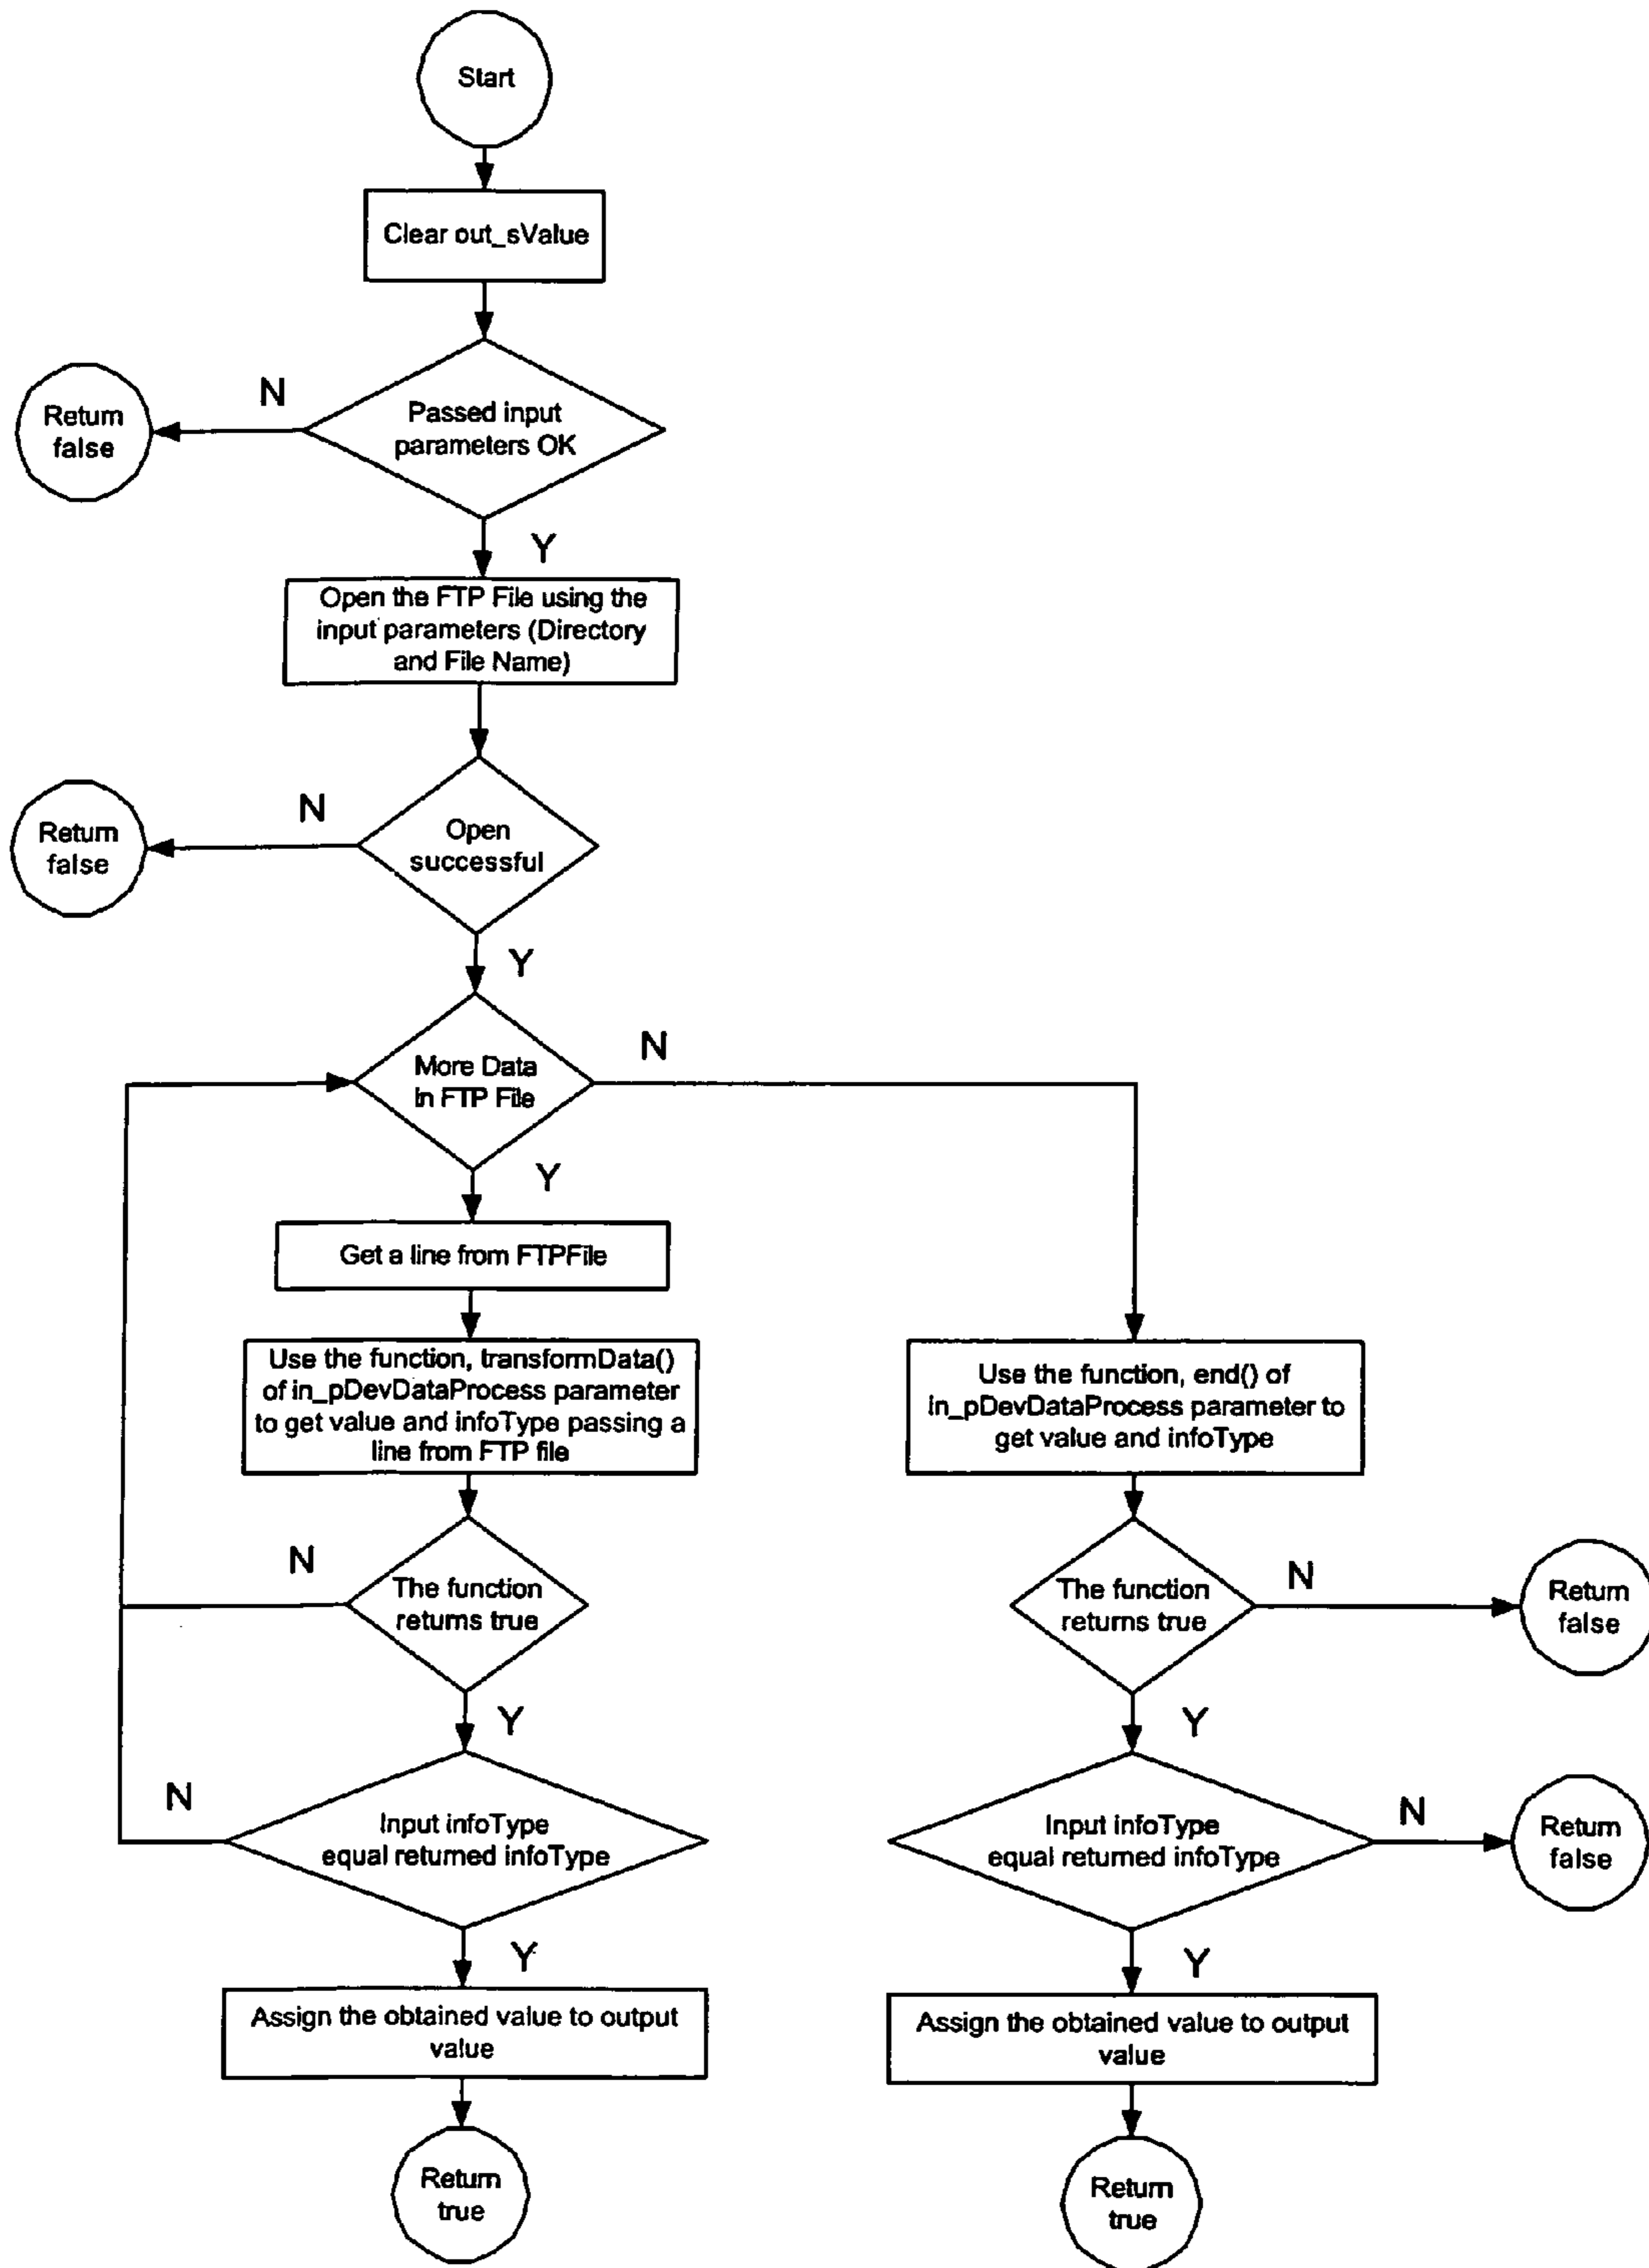 Start
Clear out_sValue
N
Return
false
Passed input
parameters OK
Y
Open the FTP File using the
input parameters (Directory
and File Name)
N
Return
false
Open
successful
Y
More Data
in FTP File
N
Y
Get a line from FTPFile
Use the function, transformData()
of in_pDevDataProcess parameter
to get value and infoType passing a
line from FTP file
Use the function, end() of
in_pDevDataProcess parameter to
get value and infoType
N
The function
returns true
The function
returns true
N
Return
false
Y
Y
N
Input infoType
equal returned infoType
Input infoType
equal returned infoType
N
Return
false
Y
Y
Assign the obtained value to output
value
Assign the obtained value to output
value
Return
true
Return
true